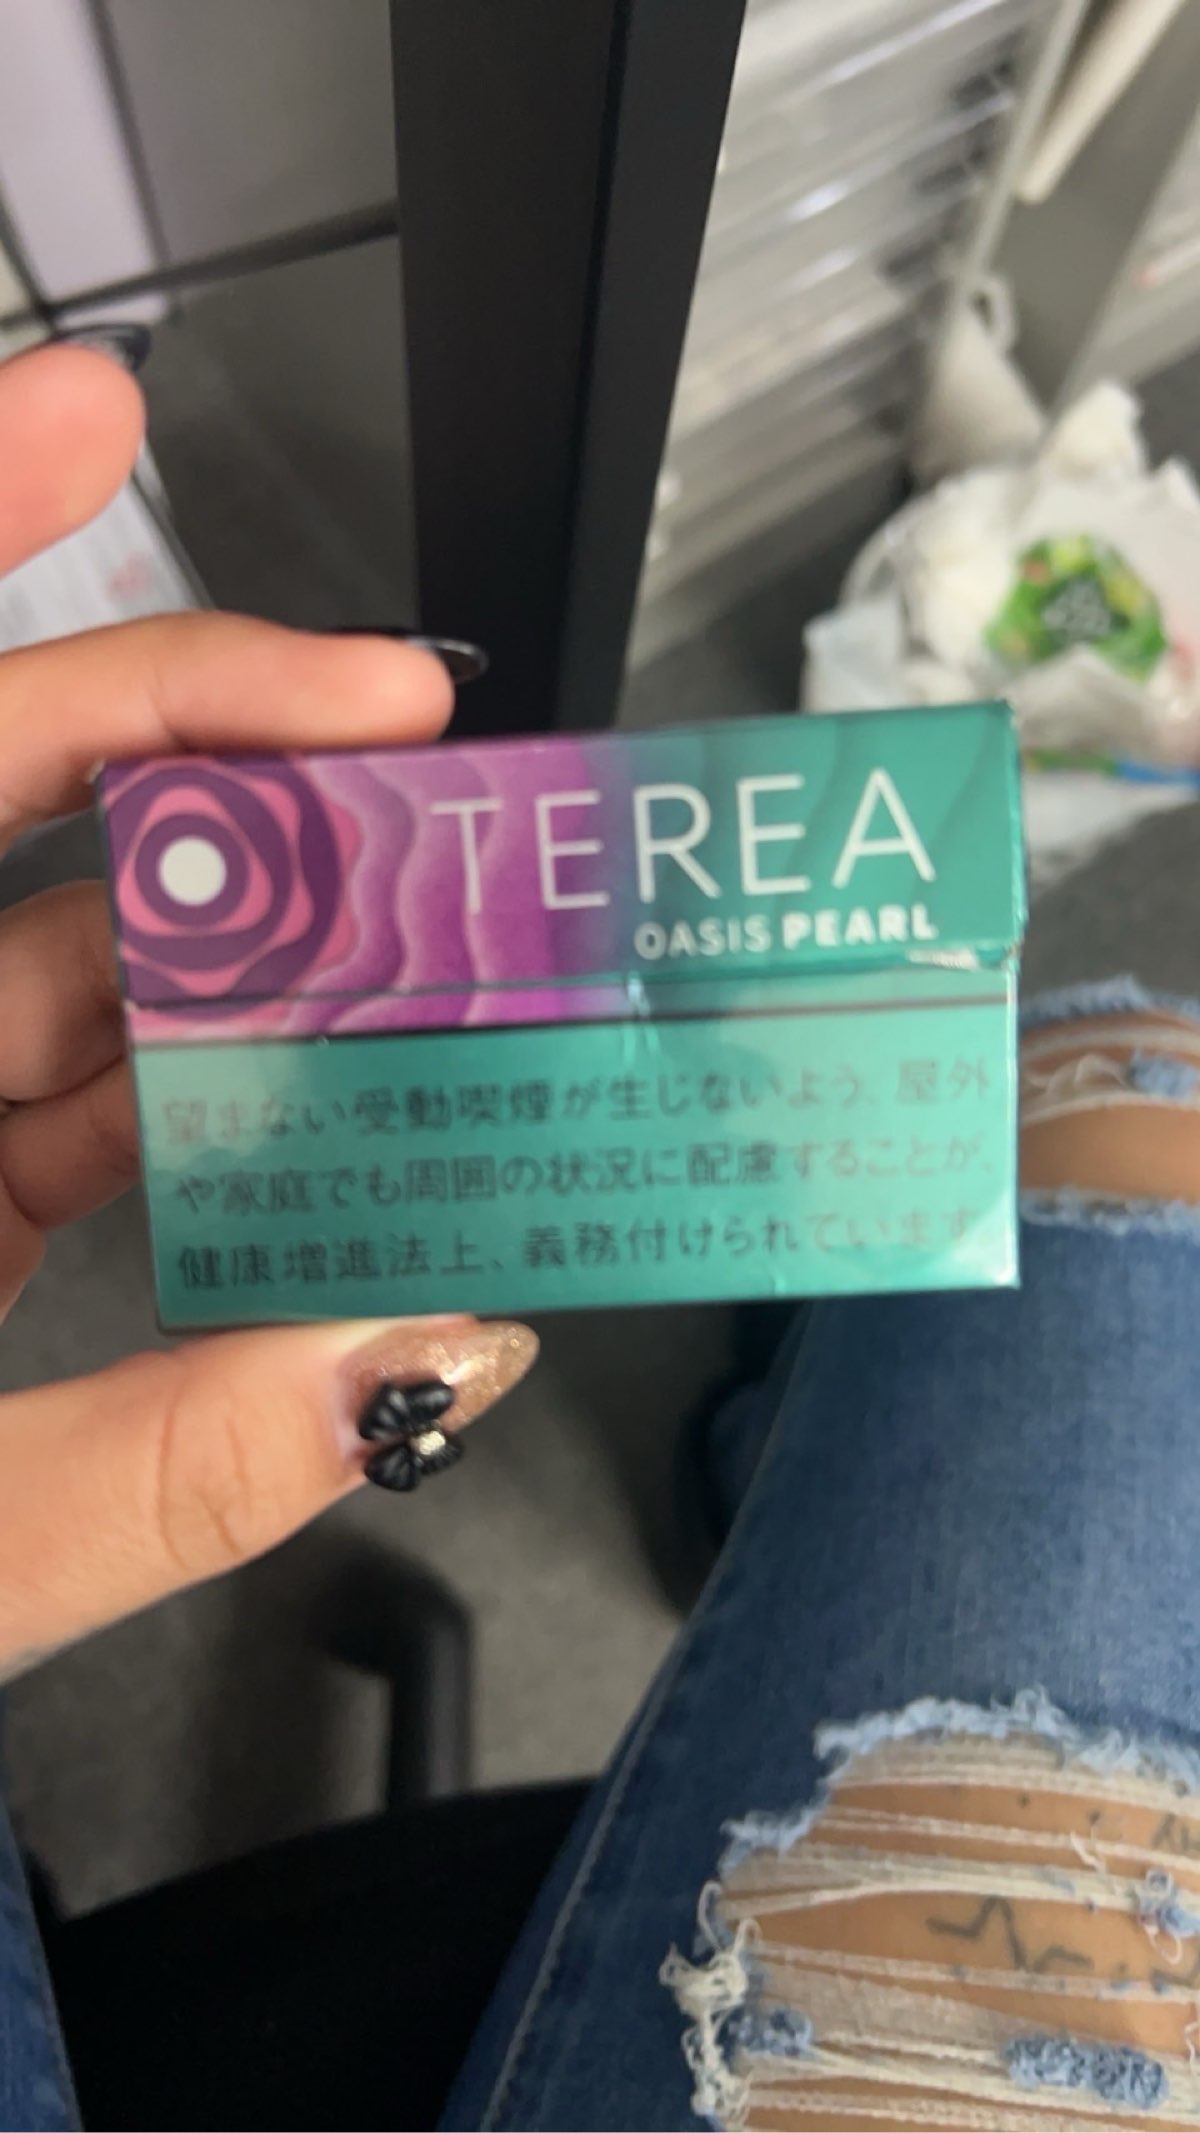 TEREA
OASIS PEARL
望まない受動喫煙が生じないよう、屋外
や家庭でも周囲の状況に配慮することが、
健康増進法上、義務付けられています